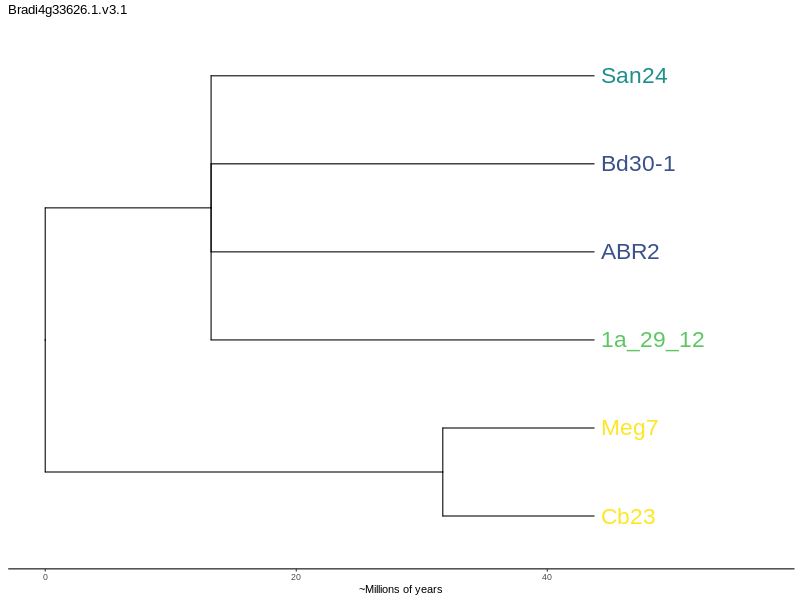 Bradi4g33626.1.v3.1
San24
Bd30-1
ABR2
1a_29_12
Meg7
Cb23
0 20 40
~Millions of years